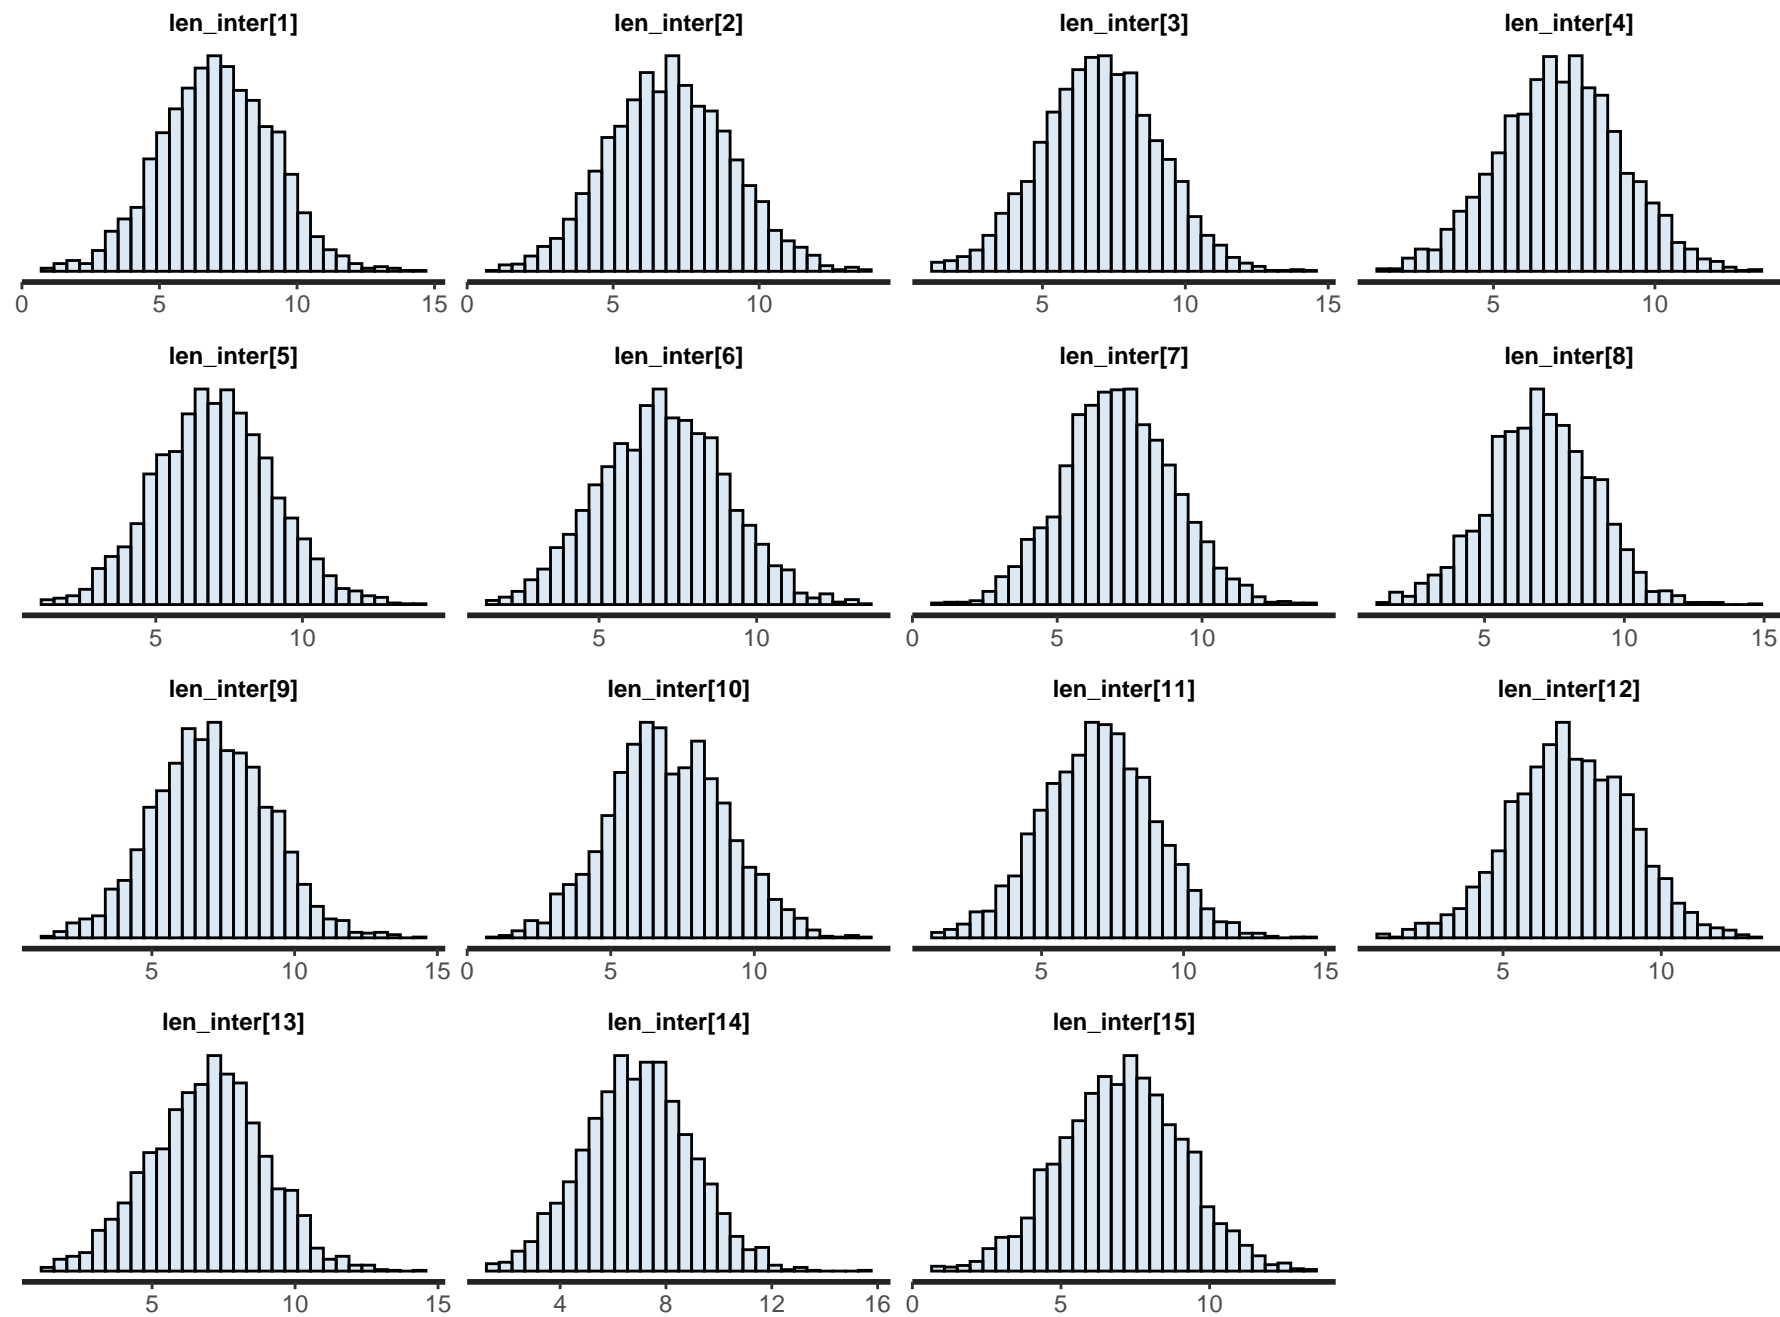 len_inter[1] len_inter[2] len_inter[3] len_inter[4]
0 5 10 15 0 5 10 5 10 15 5 10
len_inter[5] len_inter[6] len_inter[7] len_inter[8]
5 10 5 10 0 5 10 5 10 15
len_inter[9] len_inter[10] len_inter[11] len_inter[12]
5 10 15 0 5 10 5 10 15 5 10
len_inter[13] len_inter[14] len_inter[15]
5 10 15 4 8 12 16 0 5 10